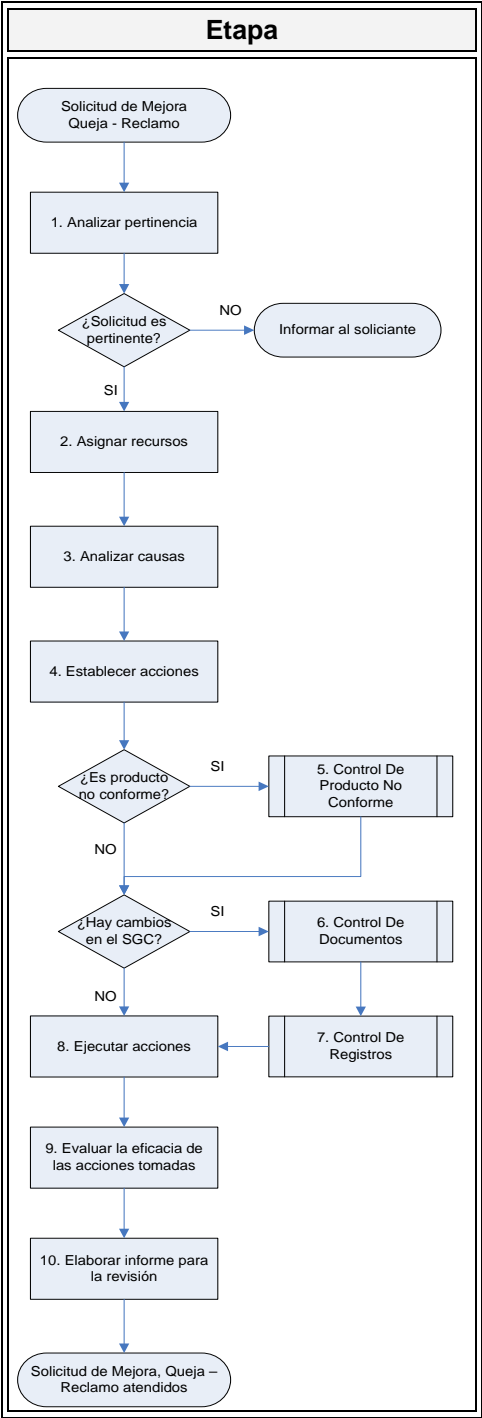 Etapa
Solicitud de Mejora
Queja - Reclamo
1. Analizar pertinencia
¿Solicitud es
pertinente?
NO
Informar al soliciante
SI
2. Asignar recursos
3. Analizar causas
4. Establecer acciones
¿Es producto
no conforme?
SI
5. Control De
Producto No
Conforme
NO
¿Hay cambios
en el SGC?
SI
6. Control De
Documentos
NO
7. Control De
Registros
8. Ejecutar acciones
9. Evaluar la eficacia de
las acciones tomadas
10. Elaborar informe para
la revisión
Solicitud de Mejora, Queja –
Reclamo atendidos